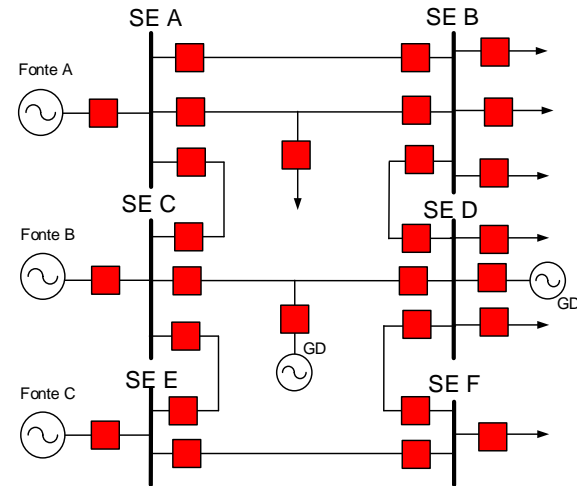 SE A
SE B
Fonte A
SE C
SE D
Fonte B
GD
GD
Fonte C
SE E
SE F